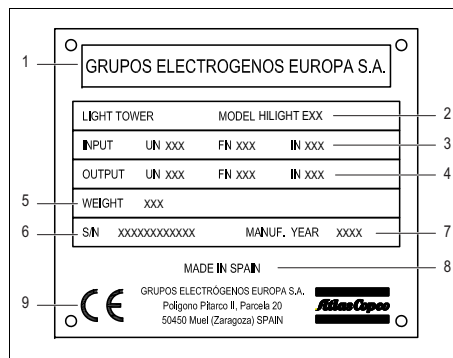 1 GRUPOS ELECTROGENOS EUROPA S.A.
LIGHT TOWER MODEL HILIGHT EXX 2
INPUT UN XXX FN XXX IN XXX 3
OUTPUT UN XXX FN XXX IN XXX 4
5 WEIGHT XXX
6 S/N XXXXXXXXXXXX MANUF. YEAR XXXX 7
MADE IN SPAIN 8
9 CE
GRUPOS ELECTRÓGENOS EUROPA S.A.
Poligono Pitarco II, Parcela 20
50450 Muel (Zaragoza) SPAIN
Atlas Copco